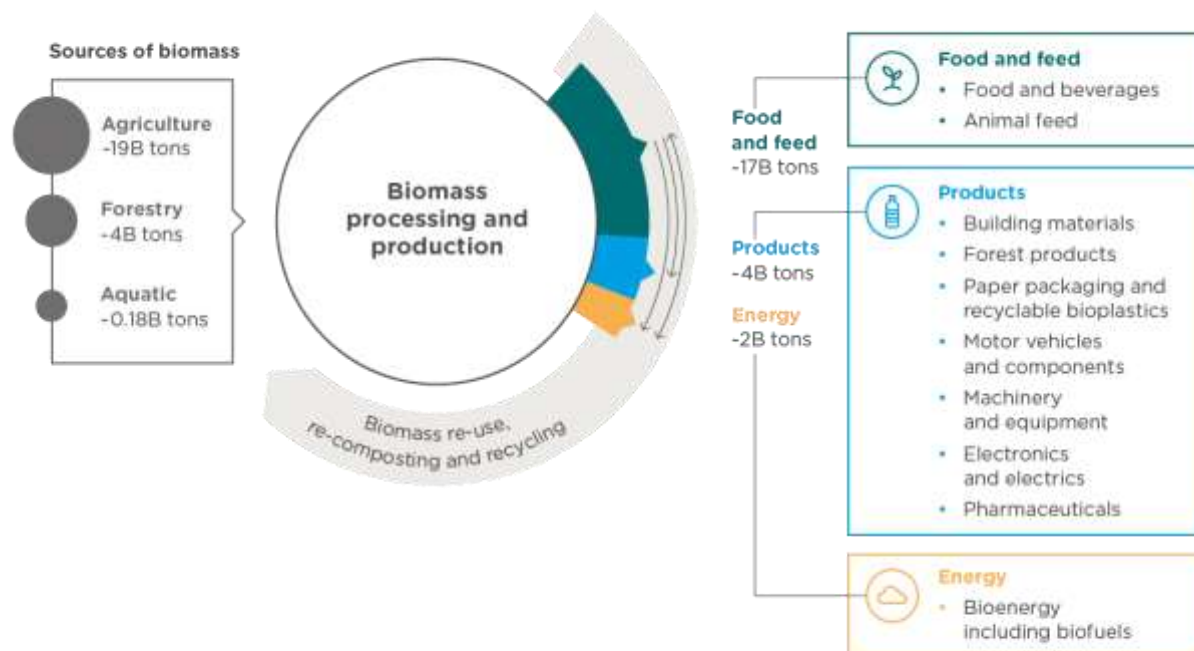 Sources of biomass
Agriculture
~19B tons
Forestry
~4B tons
Aquatic
~0.18B tons
Biomass
processing and
production
Biomass re-use,
re-composting and recycling
Food
and feed
~17B tons
Products
~4B tons
Energy
~2B tons
Food and feed
• Food and beverages
• Animal feed
Products
• Building materials
• Forest products
• Paper packaging and
recyclable bioplastics
• Motor vehicles
and components
• Machinery
and equipment
• Electronics
and electrics
• Pharmaceuticals
Energy
• Bioenergy
including biofuels